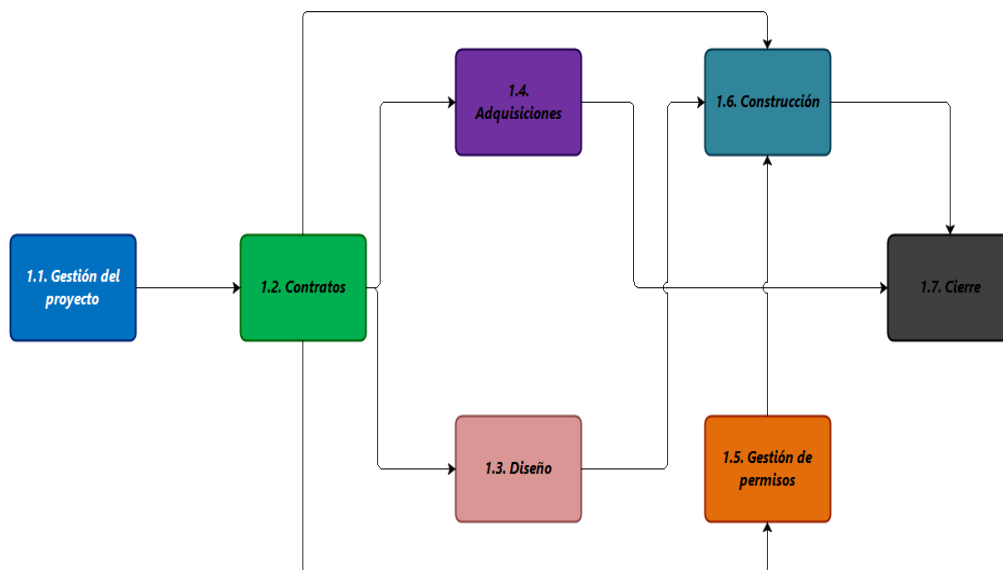 1.4.
Adquisiciones
1.6. Construcción
1.1. Gestión del
proyecto
1.2. Contratos
1.7. Cierre
1.3. Diseño
1.5. Gestión de
permisos